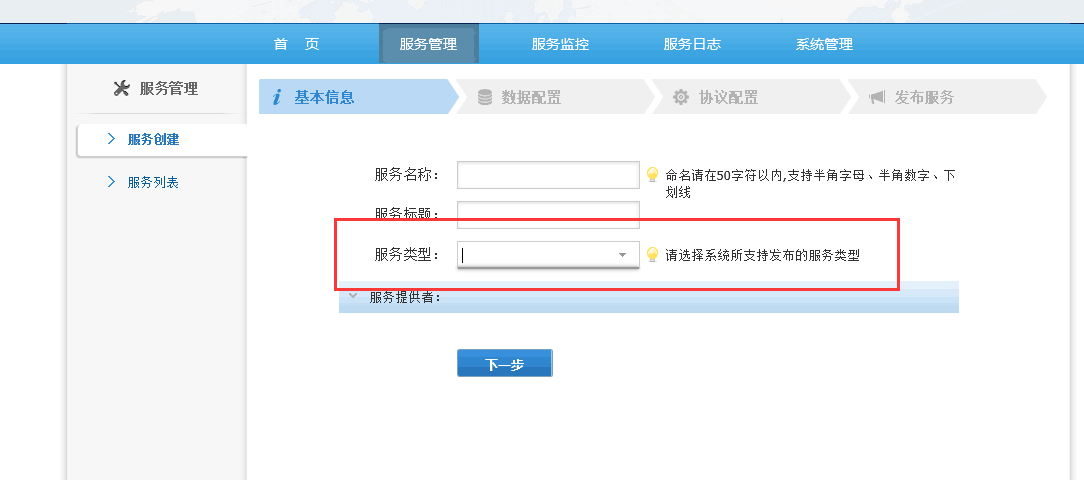 首 页 服务管理 服务监控 服务日志 系统管理
服务管理
基本信息 数据配置 协议配置 发布服务
服务创建
服务列表
服务名称：
命名请在50字符以内,支持半角字母、半角数字、下
划线
服务标题：
服务类型：
请选择系统所支持发布的服务类型
服务提供者：
下一步